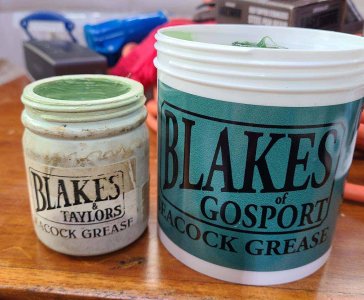 BLAKES
&
TAYLORS
EACOCK GREASE
BLAKES
of
GOSPORT
EACOCK GREASE